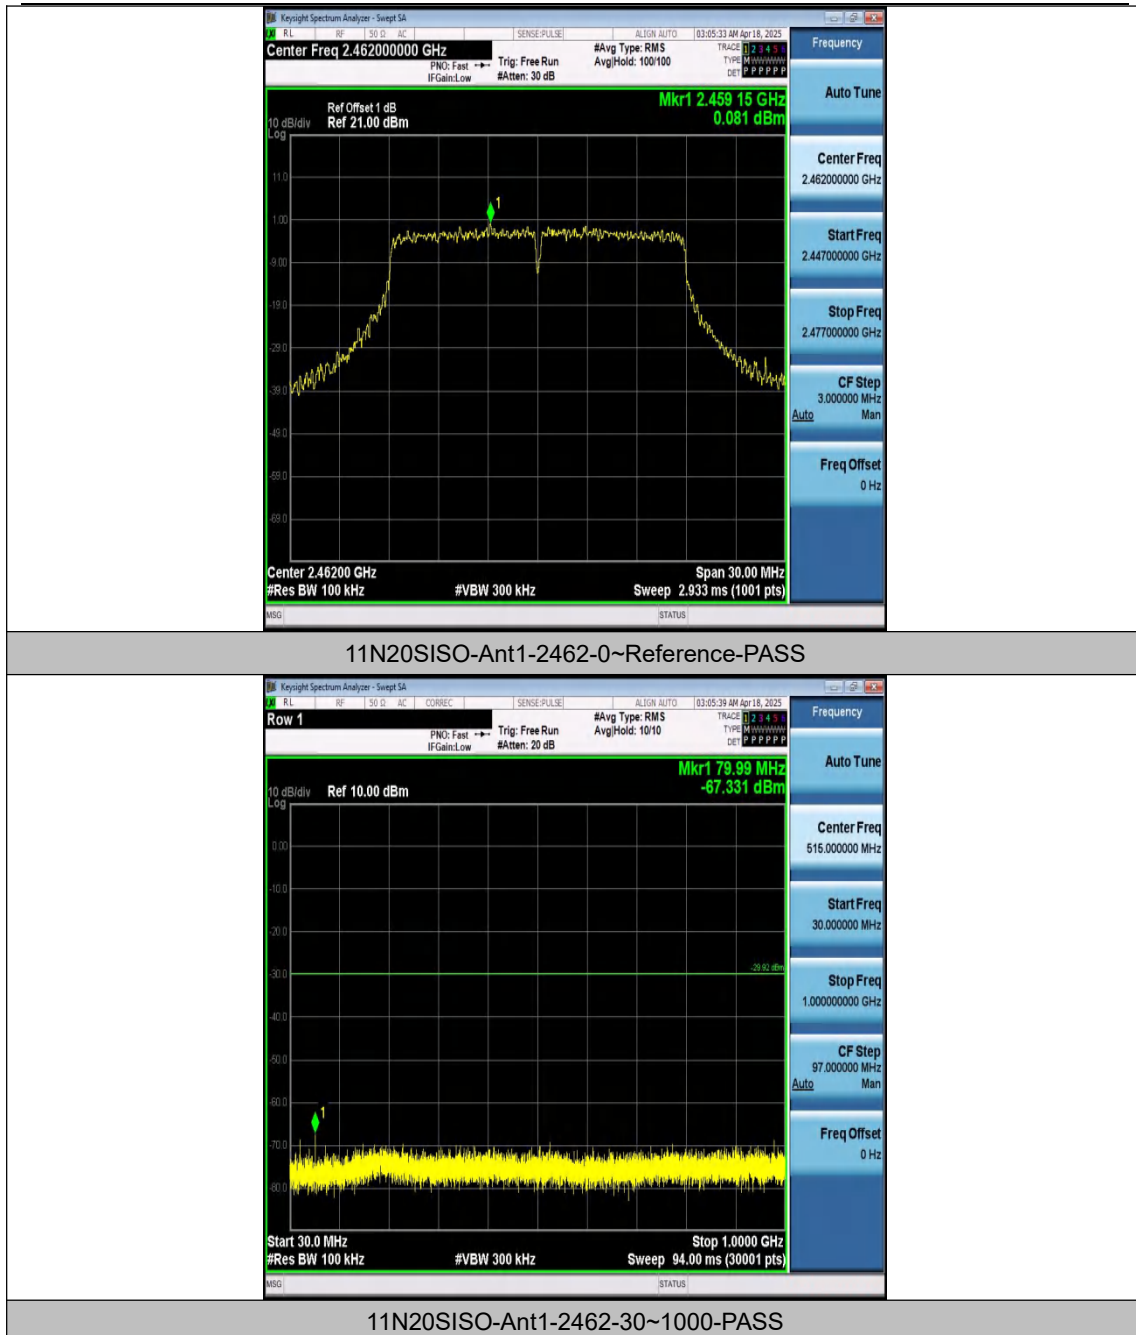 Keysight Spectrum Analyzer - Swept SA
RL RF 50 Ω AC SENSE:PULSE ALIGN AUTO 03:05:33 AM Apr 18, 2025
Center Freq 2.462000000 GHz
PNO: Fast
IFGain:Low
Trig: Free Run
#Atten: 30 dB
#Avg Type: RMS
Avg|Hold: 100/100
TRACE 1 2 3 4 5 6
TYPE M WWWWW
DET P P P P P P
Frequency
Mkr1 2.459 15 GHz
0.081 dBm
Ref Offset 1 dB
10 dB/div Ref 21.00 dBm
Log
11.0
1.00
-9.00
-19.0
-29.0
-39.0
-49.0
-59.0
-69.0
1
Center 2.46200 GHz Span 30.00 MHz
#Res BW 100 kHz #VBW 300 kHz Sweep 2.933 ms (1001 pts)
MSG STATUS
Auto Tune
Center Freq
2.462000000 GHz
Start Freq
2.447000000 GHz
Stop Freq
2.477000000 GHz
CF Step
3.000000 MHz
Auto Man
Freq Offset
0 Hz
11N20SISO-Ant1-2462-0~Reference-PASS
Keysight Spectrum Analyzer - Swept SA
RL RF 50 Ω AC CORREC SENSE:PULSE ALIGN AUTO 03:05:39 AM Apr 18, 2025
Row 1
PNO: Fast
IFGain:Low
Trig: Free Run
#Atten: 20 dB
#Avg Type: RMS
Avg|Hold: 10/10
TRACE 1 2 3 4 5 6
TYPE M WWWWW
DET P P P P P P
Frequency
Mkr1 79.99 MHz
-67.331 dBm
10 dB/div Ref 10.00 dBm
Log
0.00
-10.0
-20.0
-30.0
-40.0
-50.0
-60.0
-70.0
-80.0
-29.92 dBm
1
Start 30.0 MHz Stop 1.0000 GHz
#Res BW 100 kHz #VBW 300 kHz Sweep 94.00 ms (30001 pts)
MSG STATUS
Auto Tune
Center Freq
515.000000 MHz
Start Freq
30.000000 MHz
Stop Freq
1.000000000 GHz
CF Step
97.000000 MHz
Auto Man
Freq Offset
0 Hz
11N20SISO-Ant1-2462-30~1000-PASS